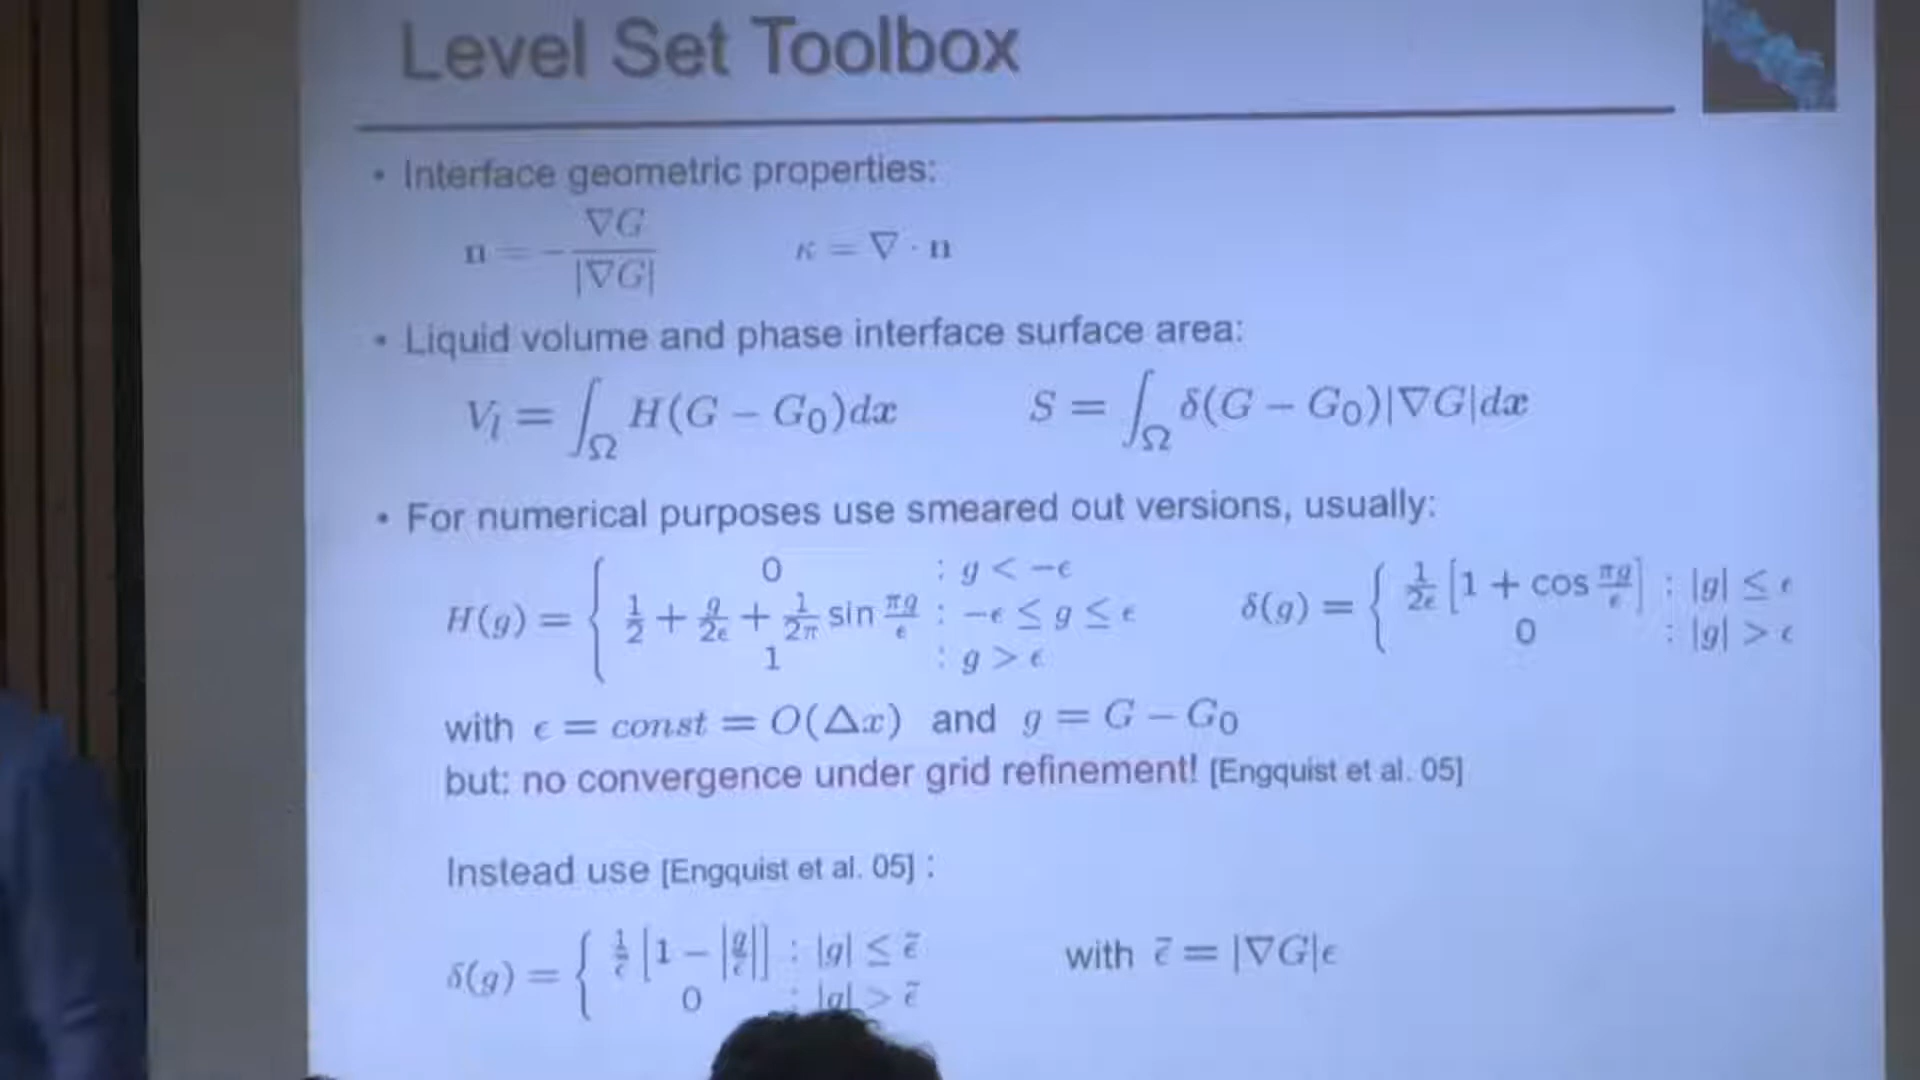 Level Set Toolbox
• Interface geometric properties:
n = −∇G/|∇G|    κ = ∇ · n
• Liquid volume and phase interface surface area:
V_l = ∫_Ω H(G − G₀)dx    S = ∫_Ω δ(G − G₀)|∇G|dx
• For numerical purposes use smeared out versions, usually:
H(g) = { 0 : g < −ϵ
1/2 + g/2ϵ + 1/2π sin πg/ϵ : −ϵ ≤ g ≤ ϵ
1 : g > ϵ
δ(g) = { 1/2ϵ [1 + cos πg/ϵ] : |g| ≤ ϵ
0 : |g| > ϵ
with ϵ = const = O(Δx) and g = G − G₀
but: no convergence under grid refinement! [Engquist et al. 05]
Instead use [Engquist et al. 05] :
δ(g) = { 1/ϵ̃ [1 − |g/ϵ̃|] : |g| ≤ ϵ̃    with ϵ̃ = |∇G|ϵ
0 : |g| > ϵ̃